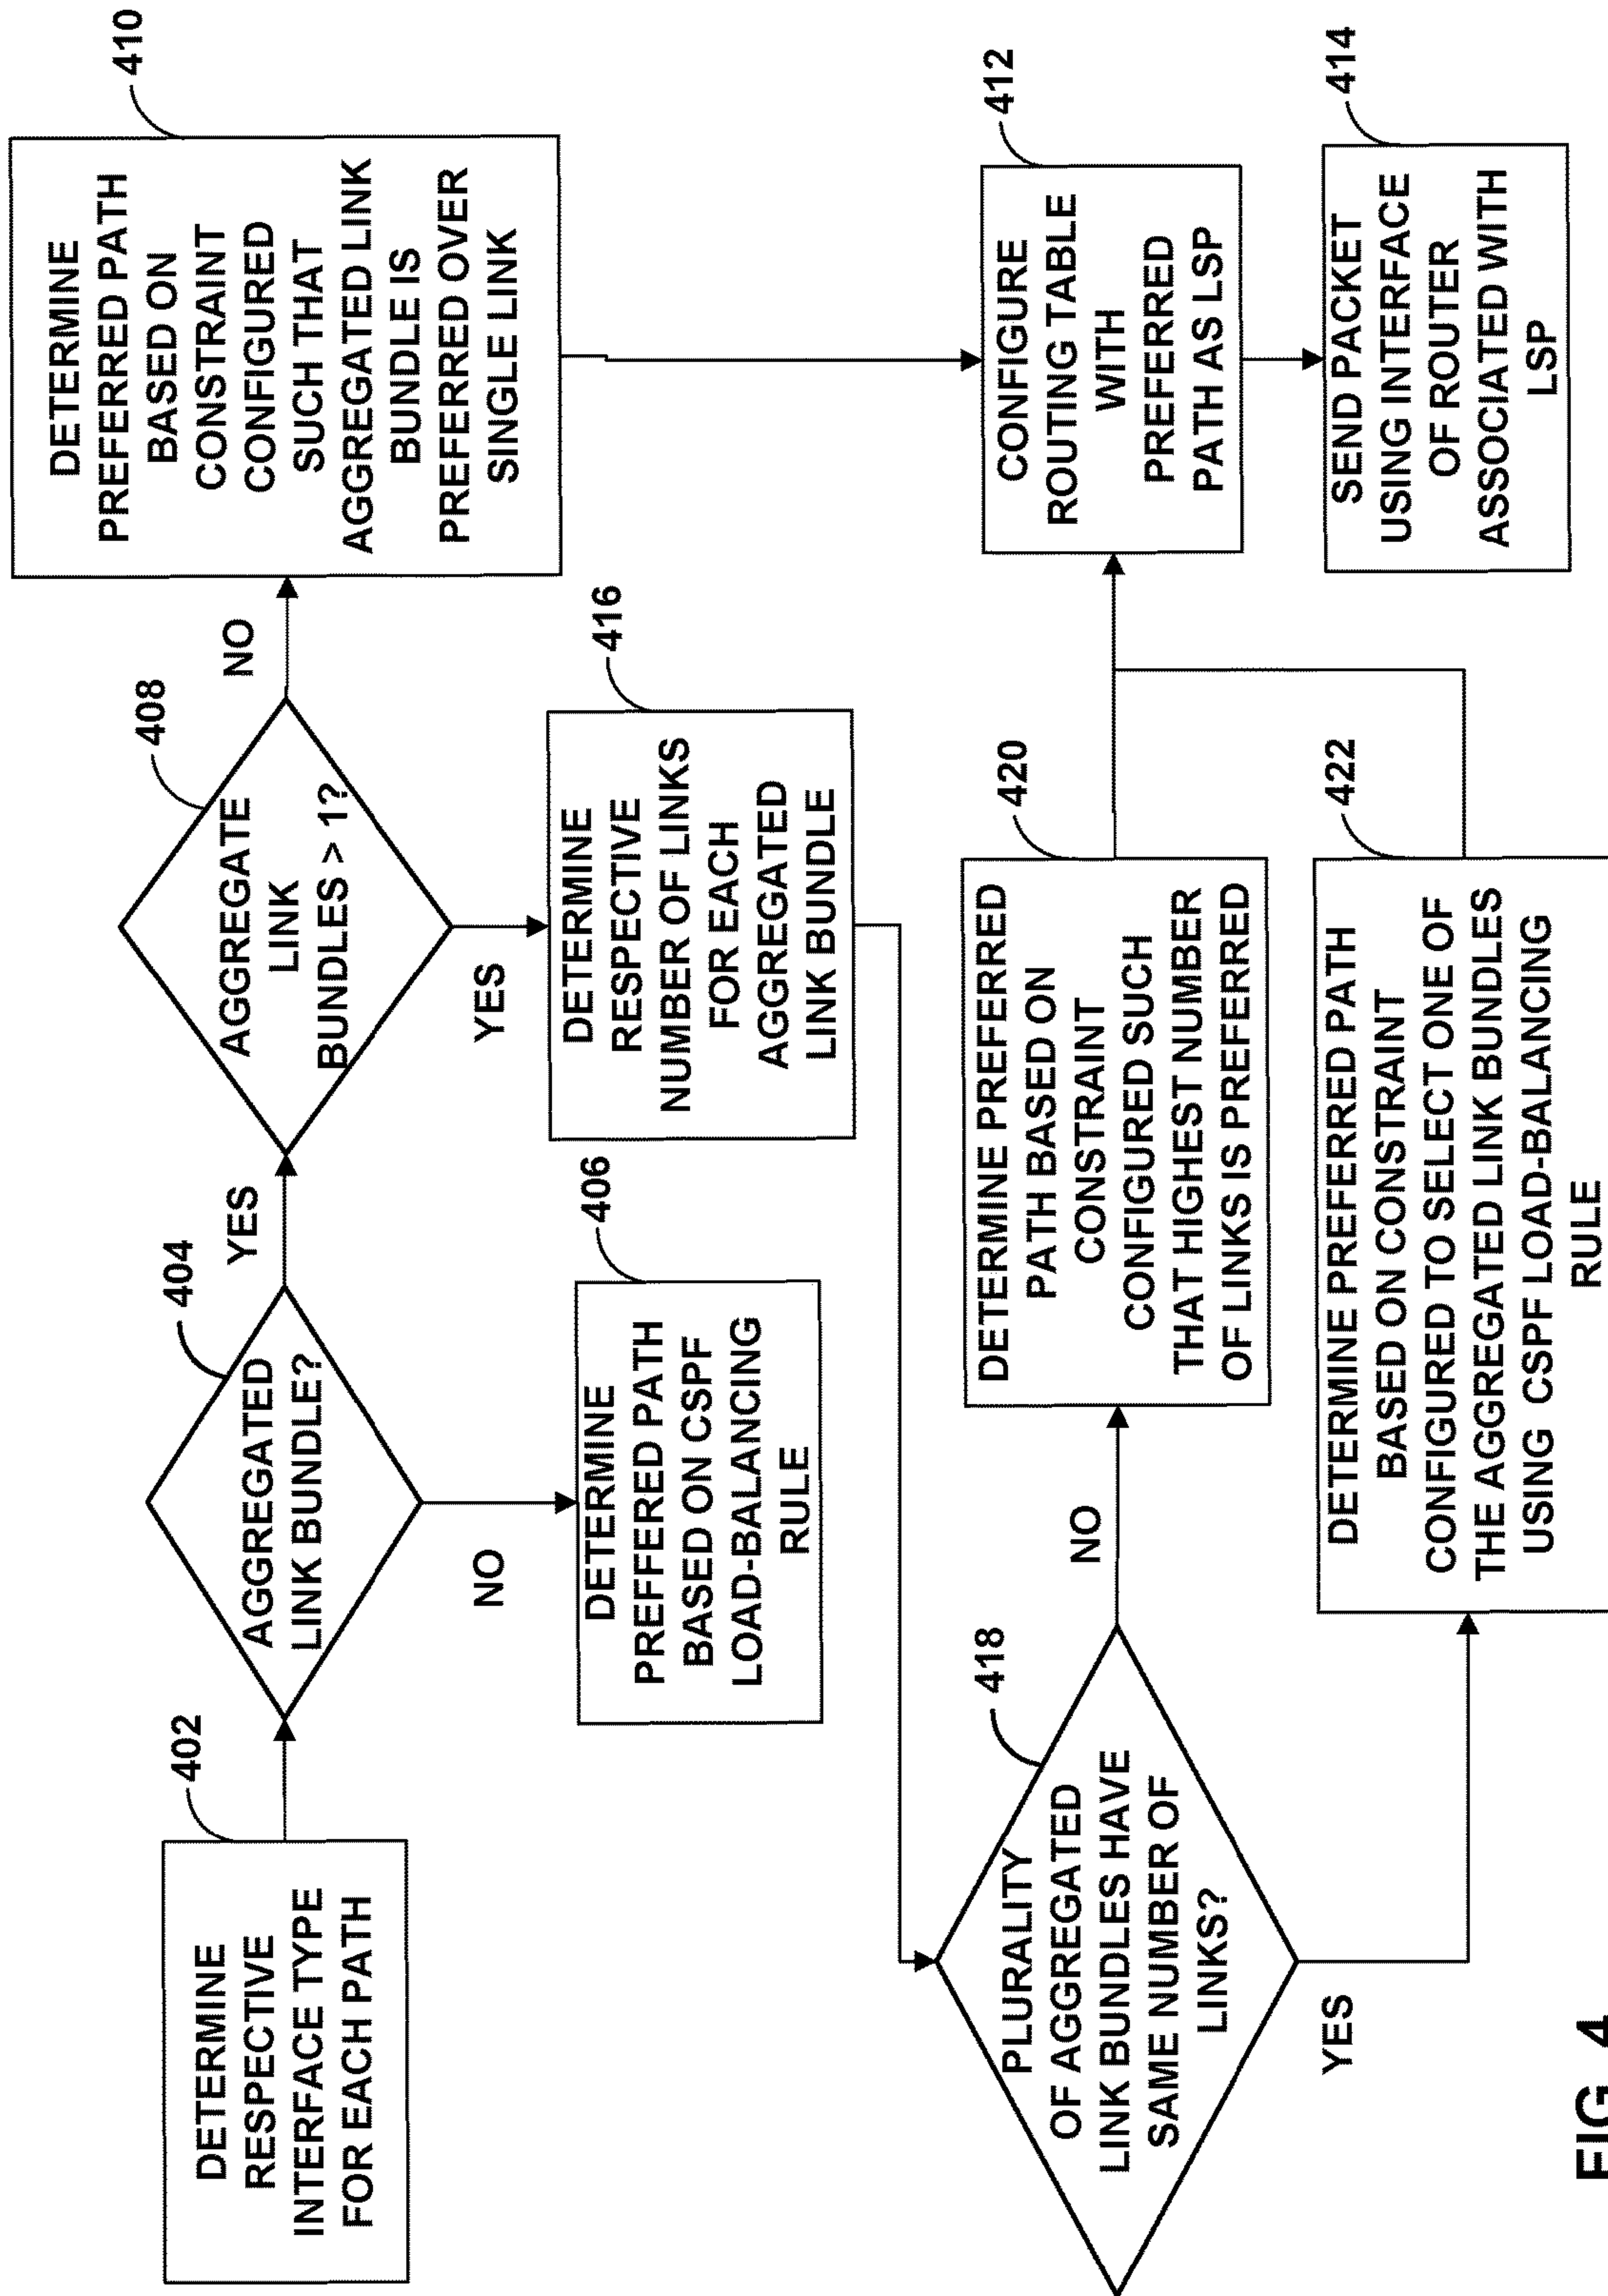 402
DETERMINE
RESPECTIVE
INTERFACE TYPE
FOR EACH PATH
404
AGGREGATED
LINK BUNDLE?
YES
NO
406
DETERMINE
PREFFERED PATH
BASED ON CSPF
LOAD-BALANCING
RULE
408
AGGREGATE
LINK
BUNDLES > 1?
NO
YES
410
DETERMINE
PREFERRED PATH
BASED ON
CONSTRAINT
CONFIGURED
SUCH THAT
AGGREGATED LINK
BUNDLE IS
PREFERRED OVER
SINGLE LINK
416
DETERMINE
RESPECTIVE
NUMBER OF LINKS
FOR EACH
AGGREGATED
LINK BUNDLE
418
PLURALITY
OF AGGREGATED
LINK BUNDLES HAVE
SAME NUMBER OF
LINKS?
NO
YES
420
DETERMINE PREFERRED
PATH BASED ON
CONSTRAINT
CONFIGURED SUCH
THAT HIGHEST NUMBER
OF LINKS IS PREFERRED
422
DETERMINE PREFERRED PATH
BASED ON CONSTRAINT
CONFIGURED TO SELECT ONE OF
THE AGGREGATED LINK BUNDLES
USING CSPF LOAD-BALANCING
RULE
412
CONFIGURE
ROUTING TABLE
WITH
PREFERRED
PATH AS LSP
414
SEND PACKET
USING INTERFACE
OF ROUTER
ASSOCIATED WITH
LSP
FIG. 4